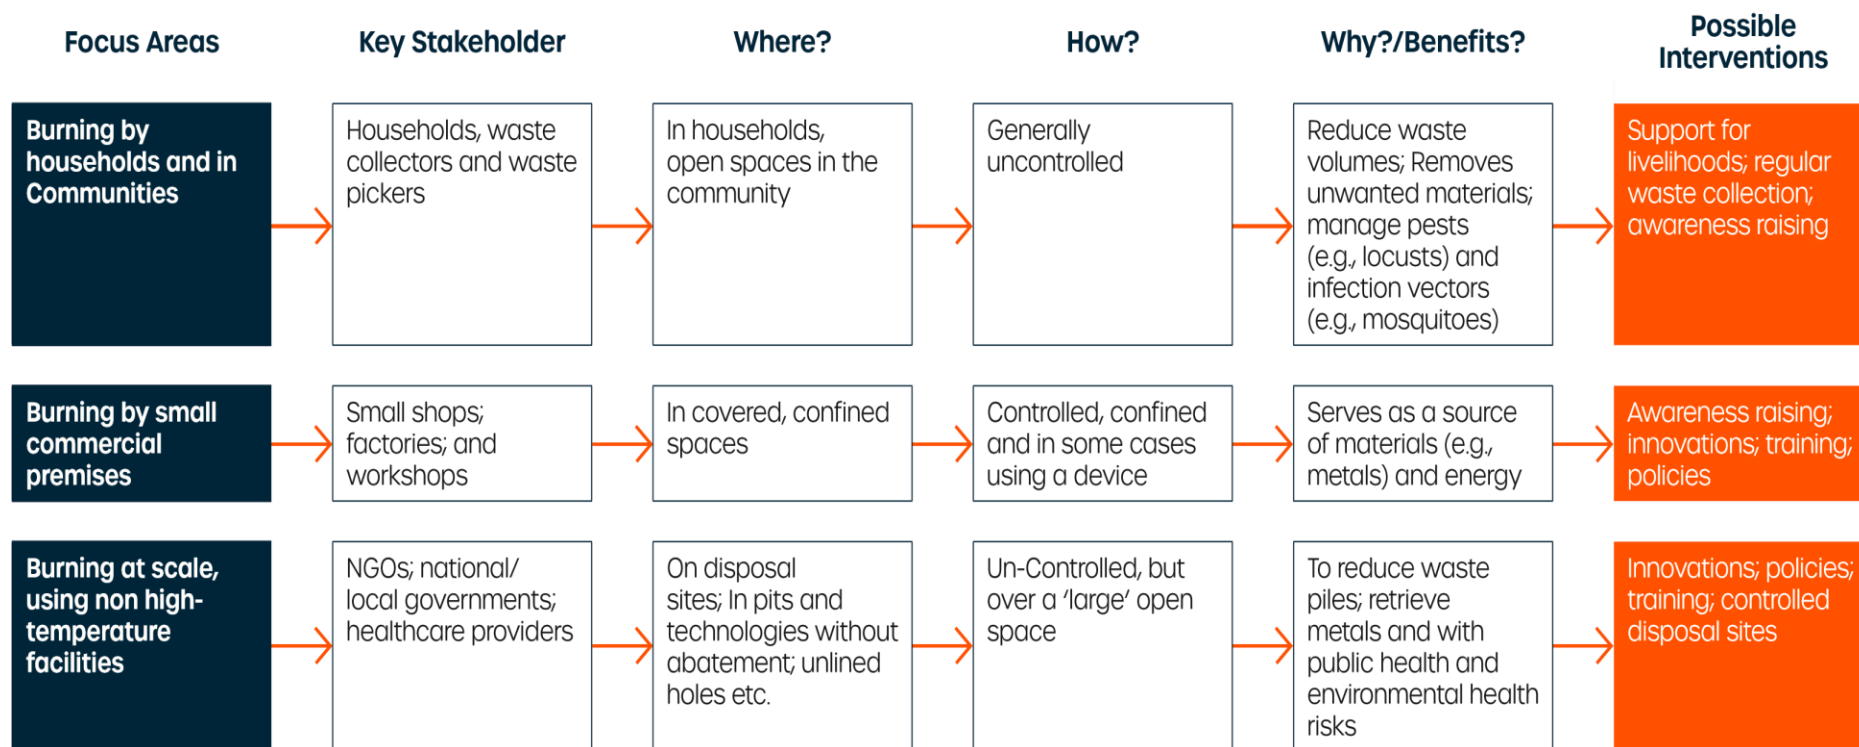 Focus Areas
Key Stakeholder
Where?
How?
Why?/Benefits?
Possible
Interventions
Burning by
households and in
Communities
Households, waste
collectors and waste
pickers
In households,
open spaces in the
community
Generally
uncontrolled
Reduce waste
volumes; Removes
unwanted materials;
manage pests
(e.g., locusts) and
infection vectors
(e.g., mosquitoes)
Support for
livelihoods; regular
waste collection;
awareness raising
Burning by small
commercial
premises
Small shops;
factories; and
workshops
In covered, confined
spaces
Controlled, confined
and in some cases
using a device
Serves as a source
of materials (e.g.,
metals) and energy
Awareness raising;
innovations; training;
policies
Burning at scale,
using non high-
temperature
facilities
NGOs; national/
local governments;
healthcare providers
On disposal
sites; In pits and
technologies without
abatement; unlined
holes etc.
Un-Controlled, but
over a ‘large’ open
space
To reduce waste
piles; retrieve
metals and with
public health and
environmental health
risks
Innovations; policies;
training; controlled
disposal sites